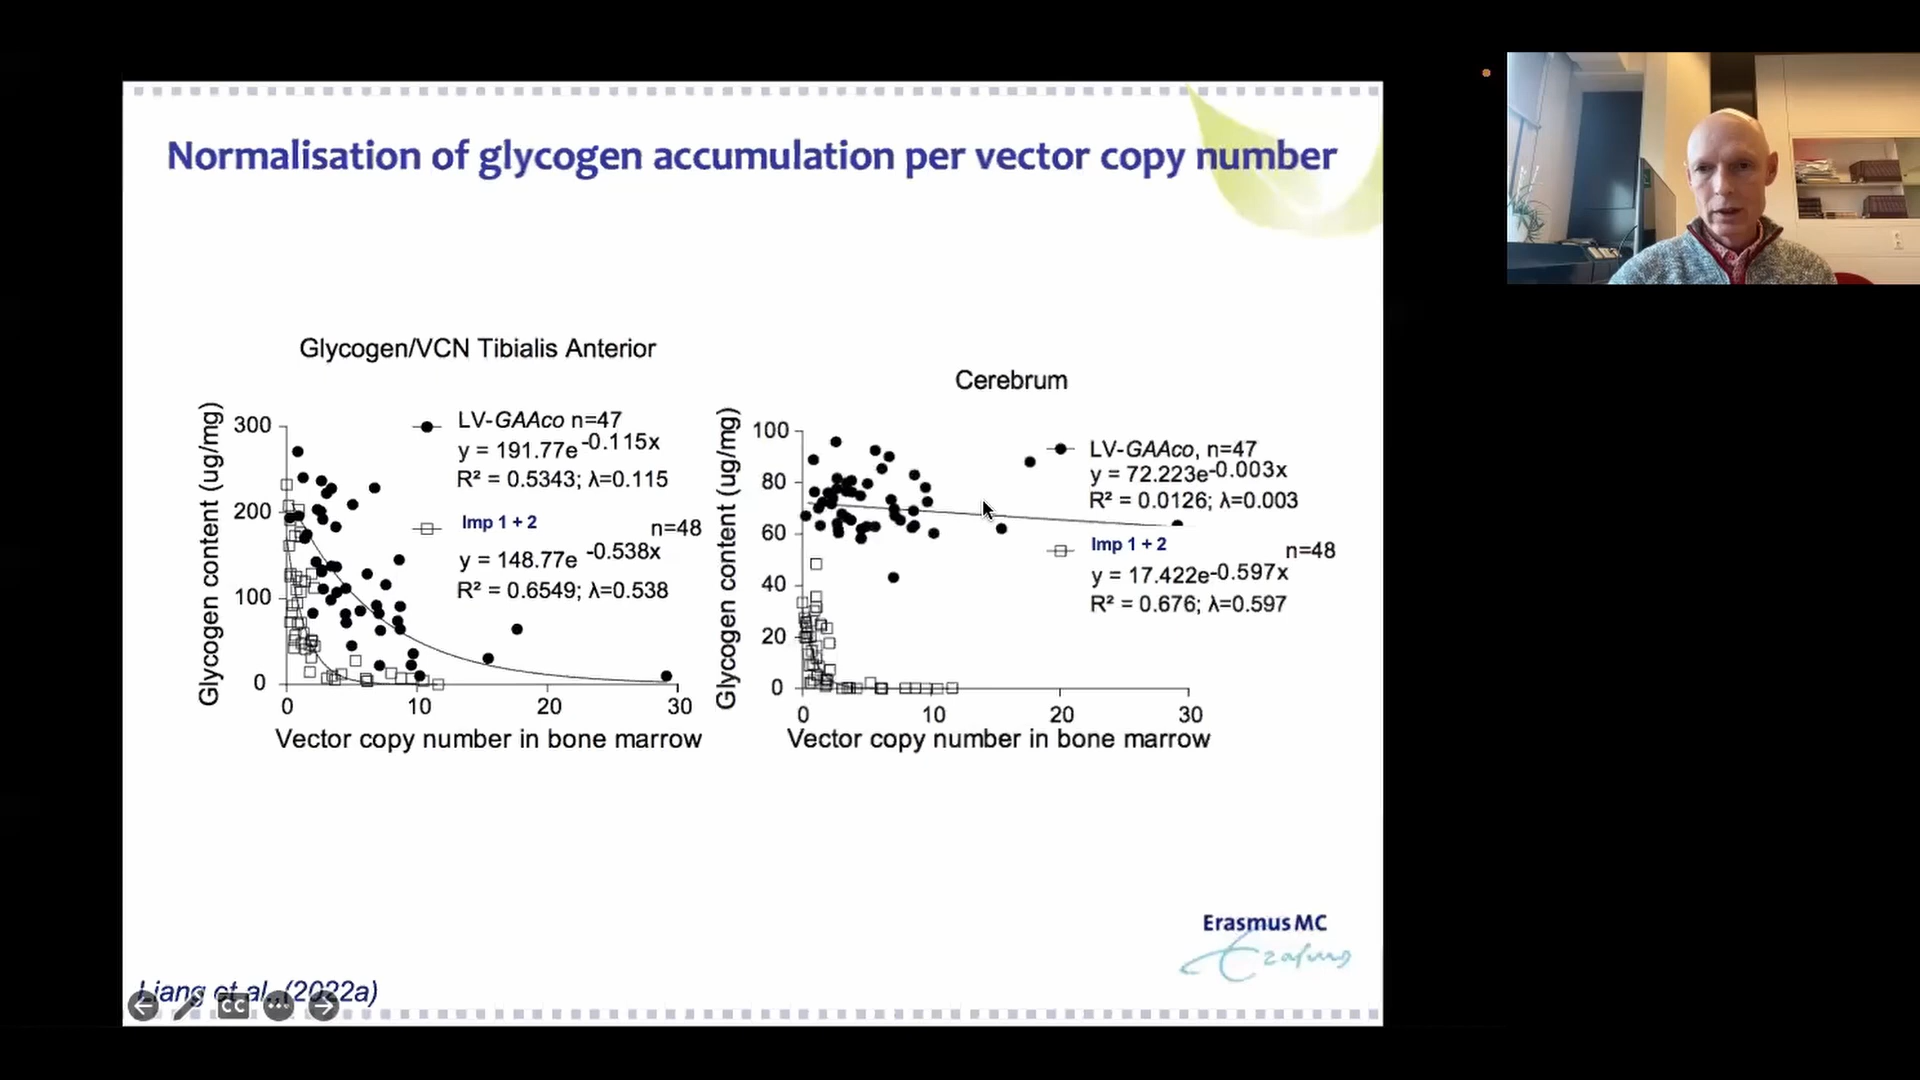 Normalisation of glycogen accumulation per vector copy number
Glycogen/VCN Tibialis Anterior
Glycogen content (ug/mg)
300
200
100
0
LV-GAAco n=47
y = 191.77e-0.115x
R² = 0.5343; λ=0.115
Imp 1 + 2
n=48
y = 148.77e -0.538x
R² = 0.6549; λ=0.538
0
10
20
30
Vector copy number in bone marrow
Cerebrum
Glycogen content (ug/mg)
100
80
60
40
20
0
LV-GAAco, n=47
y = 72.223e-0.003x
R² = 0.0126; λ=0.003
Imp 1 + 2
n=48
y = 17.422e-0.597x
R² = 0.676; λ=0.597
0
10
20
30
Vector copy number in bone marrow
Erasmus MC
Erasmus
Liang et al., (2022a)
CC